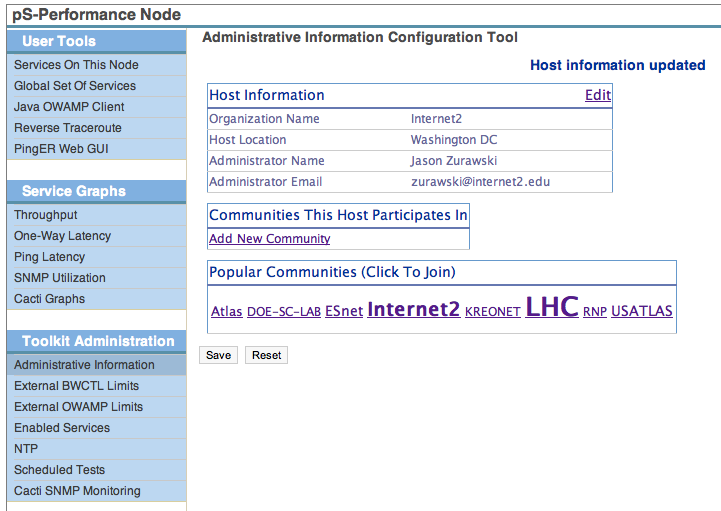 pS-Performance Node
User Tools
Services On This Node
Global Set Of Services
Java OWAMP Client
Reverse Traceroute
PingER Web GUI
Service Graphs
Throughput
One-Way Latency
Ping Latency
SNMP Utilization
Cacti Graphs
Toolkit Administration
Administrative Information
External BWCTL Limits
External OWAMP Limits
Enabled Services
NTP
Scheduled Tests
Cacti SNMP Monitoring
Administrative Information Configuration Tool
Host information updated
Host Information Edit
Organization Name Internet2
Host Location Washington DC
Administrator Name Jason Zurawski
Administrator Email zurawski@internet2.edu
Communities This Host Participates In
Add New Community
Popular Communities (Click To Join)
Atlas DOE-SC-LAB ESnet Internet2 KREONET LHC RNP USATLAS
Save Reset